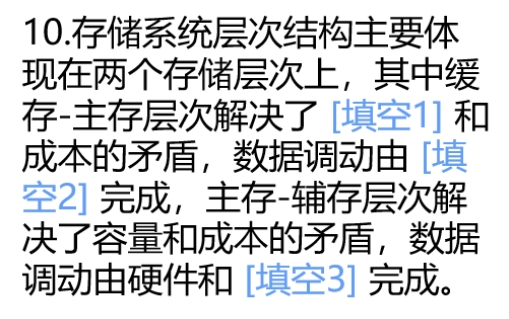 10.存储系统层次结构主要体
现在两个存储层次上，其中缓
存-主存层次解决了 [填空1] 和
成本的矛盾，数据调动由 [填
空2] 完成，主存-辅存层次解
决了容量和成本的矛盾，数据
调动由硬件和 [填空3] 完成。